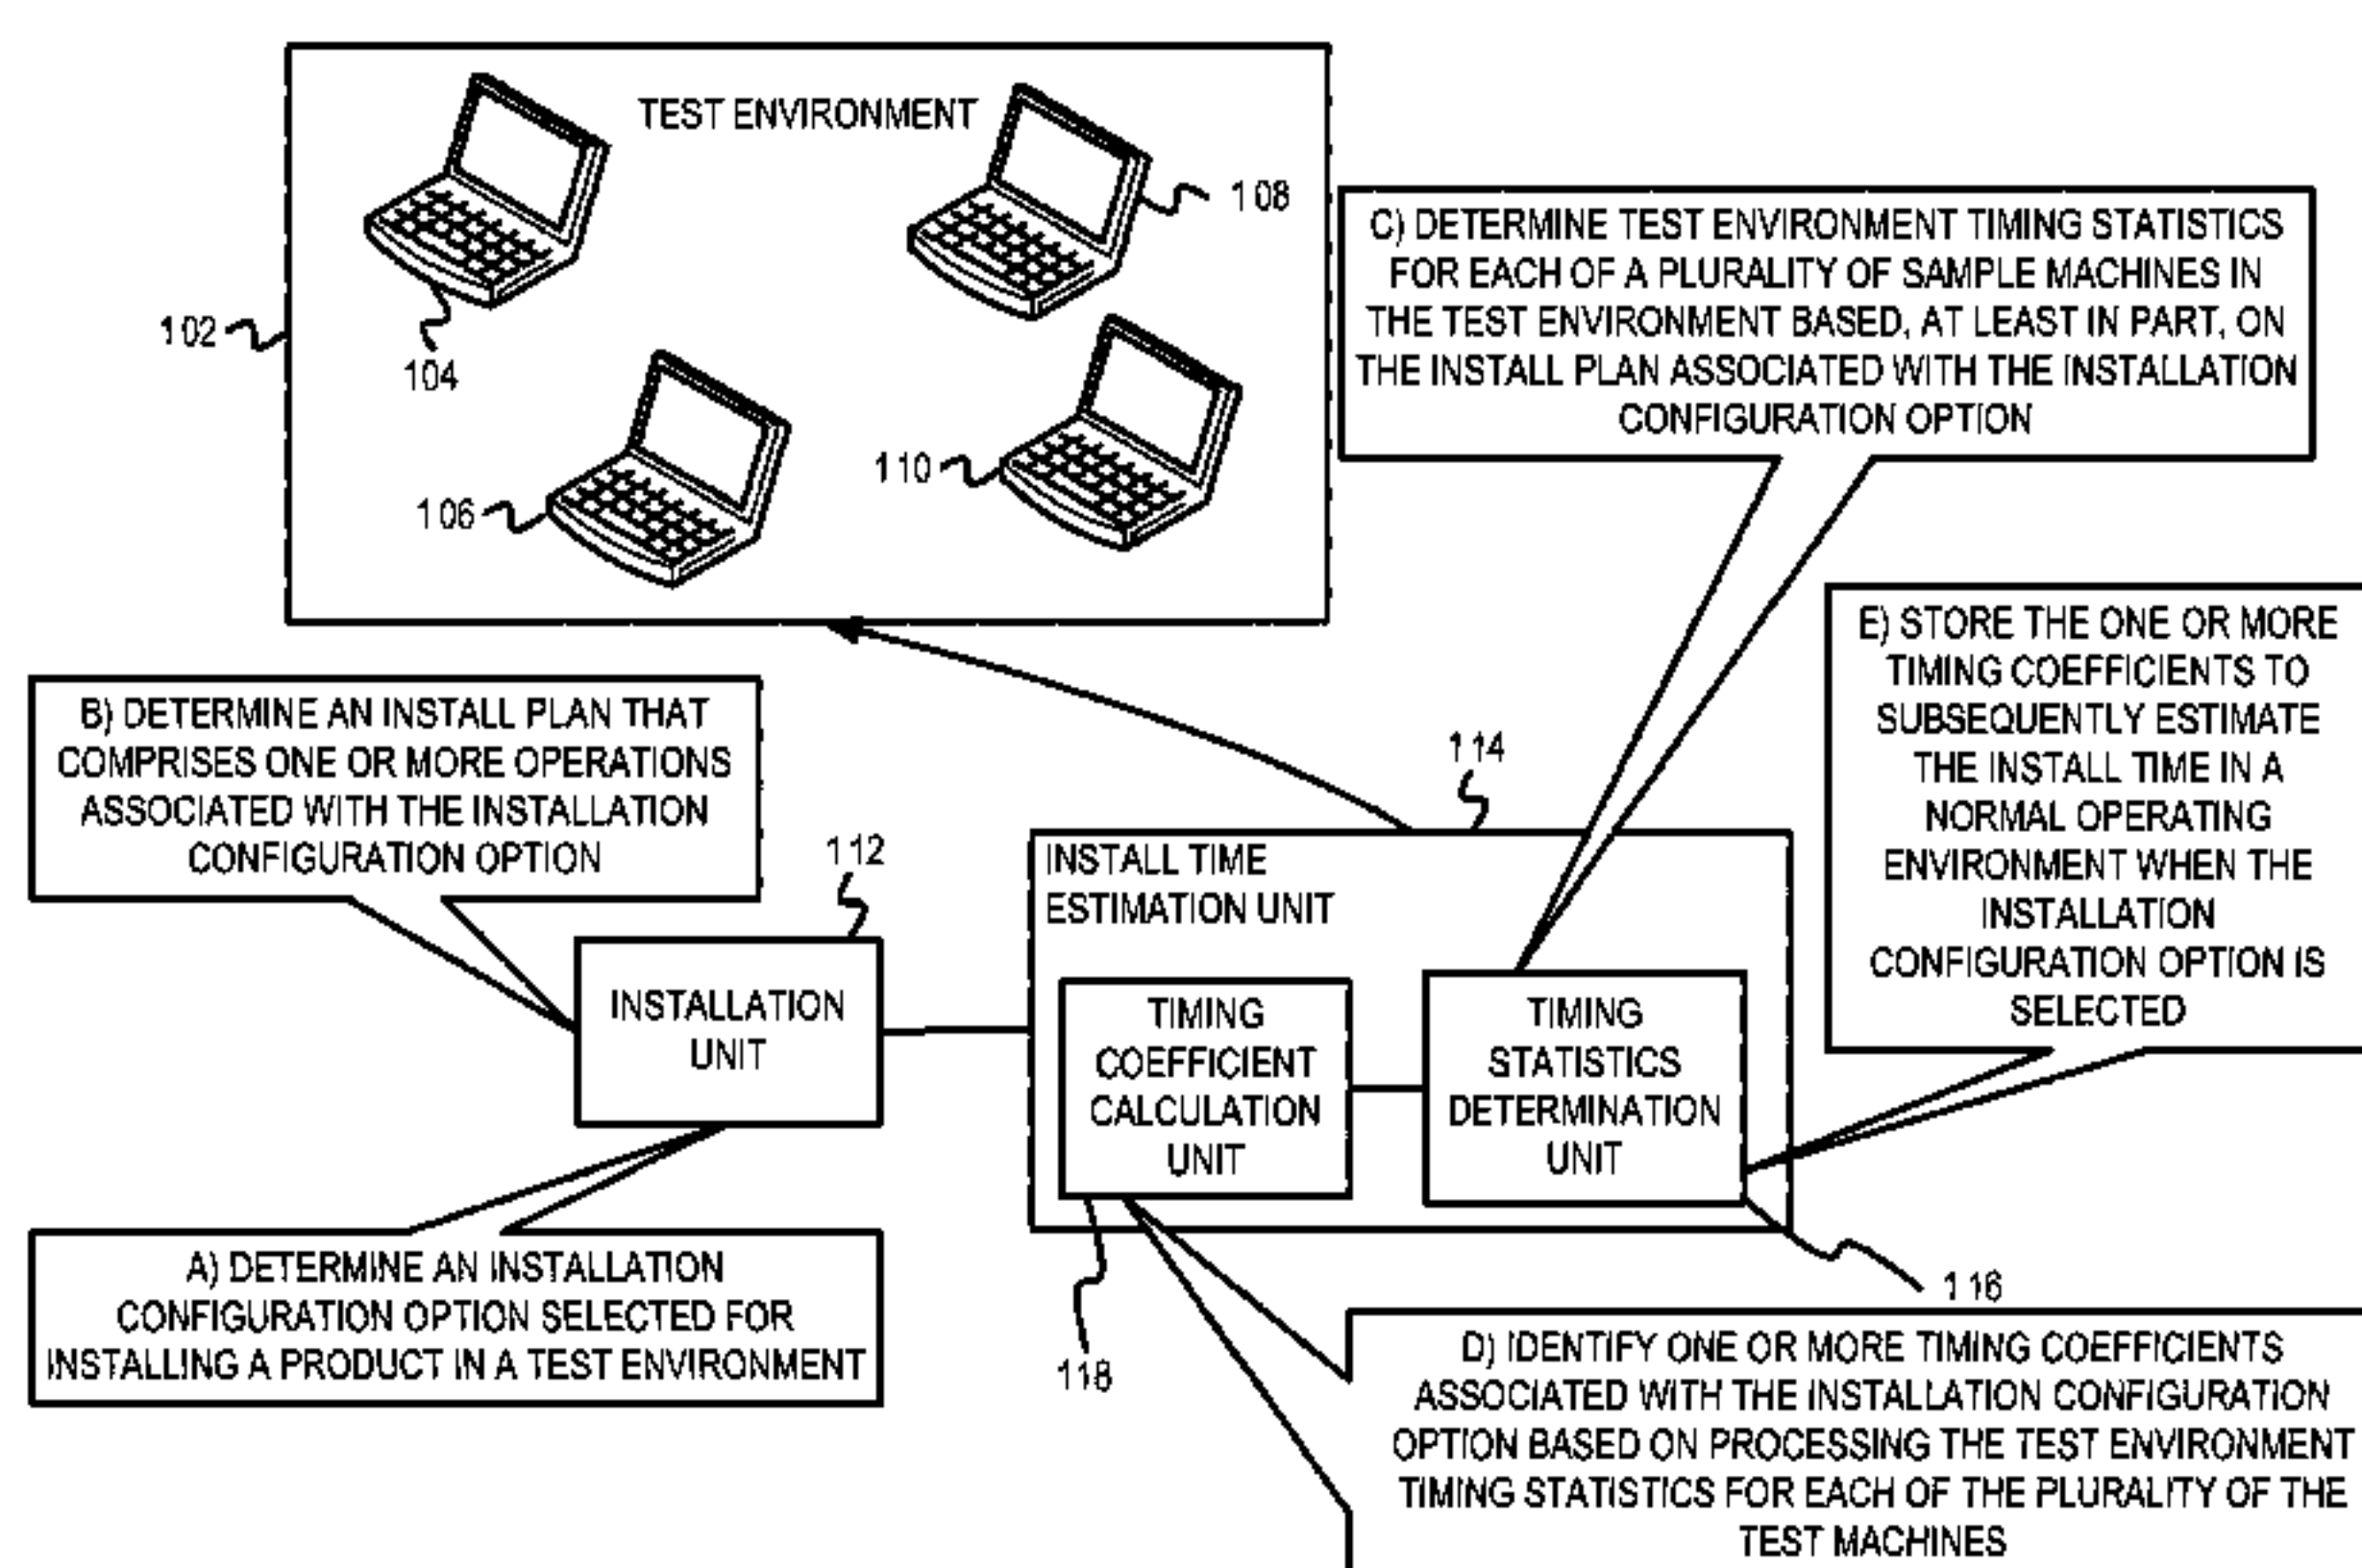 TEST ENVIRONMENT
108
102
104
106
110
C) DETERMINE TEST ENVIRONMENT TIMING STATISTICS
FOR EACH OF A PLURALITY OF SAMPLE MACHINES IN
THE TEST ENVIRONMENT BASED, AT LEAST IN PART, ON
THE INSTALL PLAN ASSOCIATED WITH THE INSTALLATION
CONFIGURATION OPTION
B) DETERMINE AN INSTALL PLAN THAT
COMPRISES ONE OR MORE OPERATIONS
ASSOCIATED WITH THE INSTALLATION
CONFIGURATION OPTION
E) STORE THE ONE OR MORE
TIMING COEFFICIENTS TO
SUBSEQUENTLY ESTIMATE
THE INSTALL TIME IN A
NORMAL OPERATING
ENVIRONMENT WHEN THE
INSTALLATION
CONFIGURATION OPTION IS
SELECTED
112
114
INSTALLATION
UNIT
INSTALL TIME
ESTIMATION UNIT
TIMING
COEFFICIENT
CALCULATION
UNIT
TIMING
STATISTICS
DETERMINATION
UNIT
A) DETERMINE AN INSTALLATION
CONFIGURATION OPTION SELECTED FOR
INSTALLING A PRODUCT IN A TEST ENVIRONMENT
118
116
D) IDENTIFY ONE OR MORE TIMING COEFFICIENTS
ASSOCIATED WITH THE INSTALLATION CONFIGURATION
OPTION BASED ON PROCESSING THE TEST ENVIRONMENT
TIMING STATISTICS FOR EACH OF THE PLURALITY OF THE
TEST MACHINES